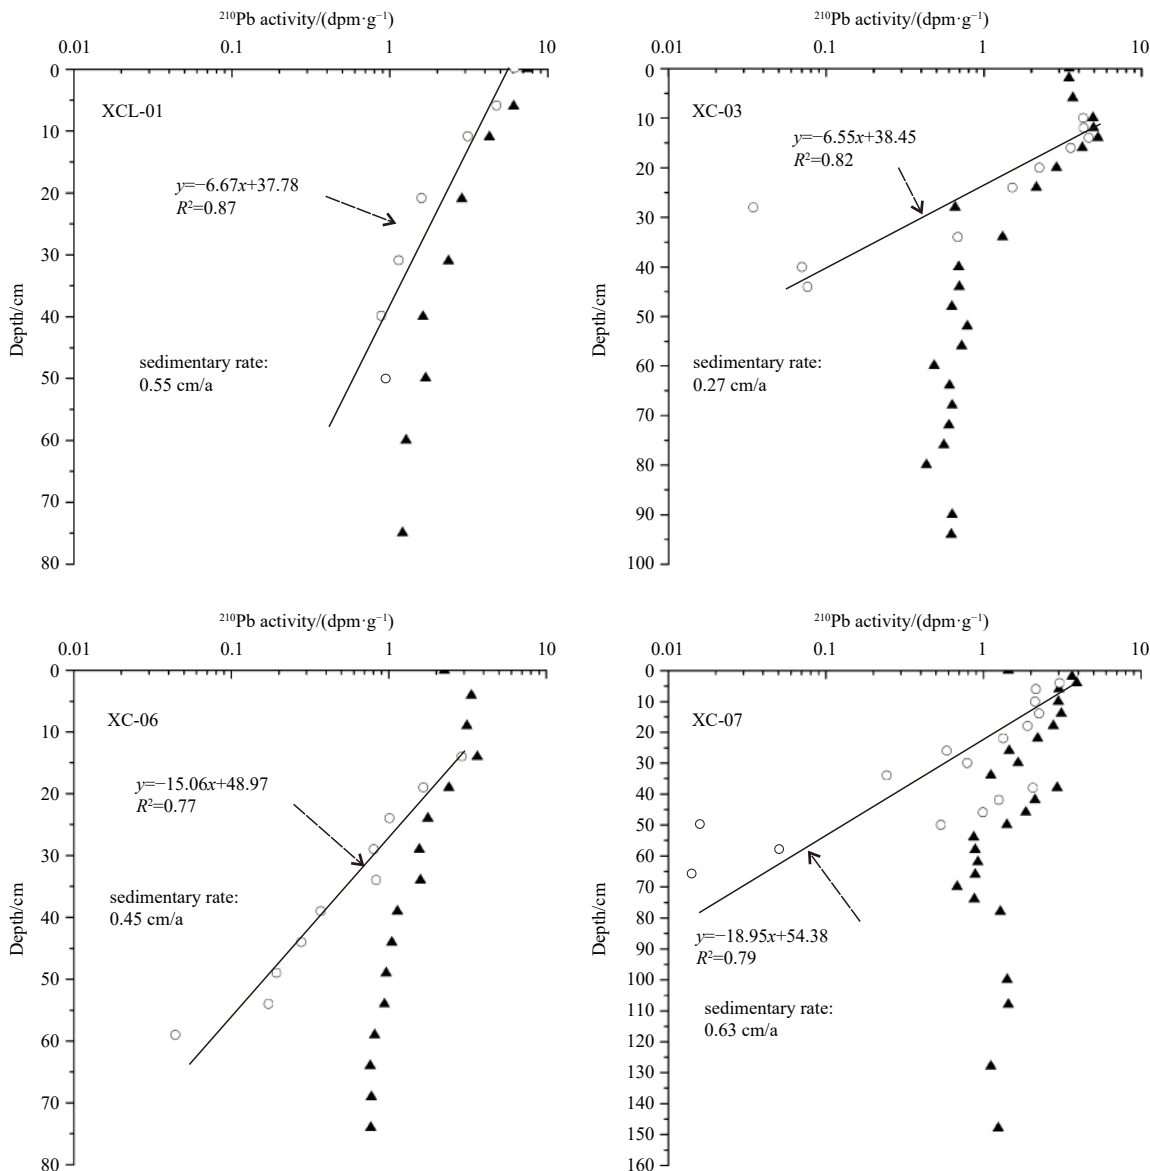 ²¹⁰Pb activity/(dpm·g⁻¹)
0.01 0.1 1 10
0
10
20
30
40
50
60
70
80
Depth/cm
XCL-01
y=−6.67x+37.78
R²=0.87
sedimentary rate:
0.55 cm/a
²¹⁰Pb activity/(dpm·g⁻¹)
0.01 0.1 1 10
0
10
20
30
40
50
60
70
80
90
100
Depth/cm
XC-03
y=−6.55x+38.45
R²=0.82
sedimentary rate:
0.27 cm/a
²¹⁰Pb activity/(dpm·g⁻¹)
0.01 0.1 1 10
0
10
20
30
40
50
60
70
80
Depth/cm
XC-06
y=−15.06x+48.97
R²=0.77
sedimentary rate:
0.45 cm/a
²¹⁰Pb activity/(dpm·g⁻¹)
0.01 0.1 1 10
0
10
20
30
40
50
60
70
80
90
100
110
120
130
140
150
160
Depth/cm
XC-07
y=−18.95x+54.38
R²=0.79
sedimentary rate:
0.63 cm/a